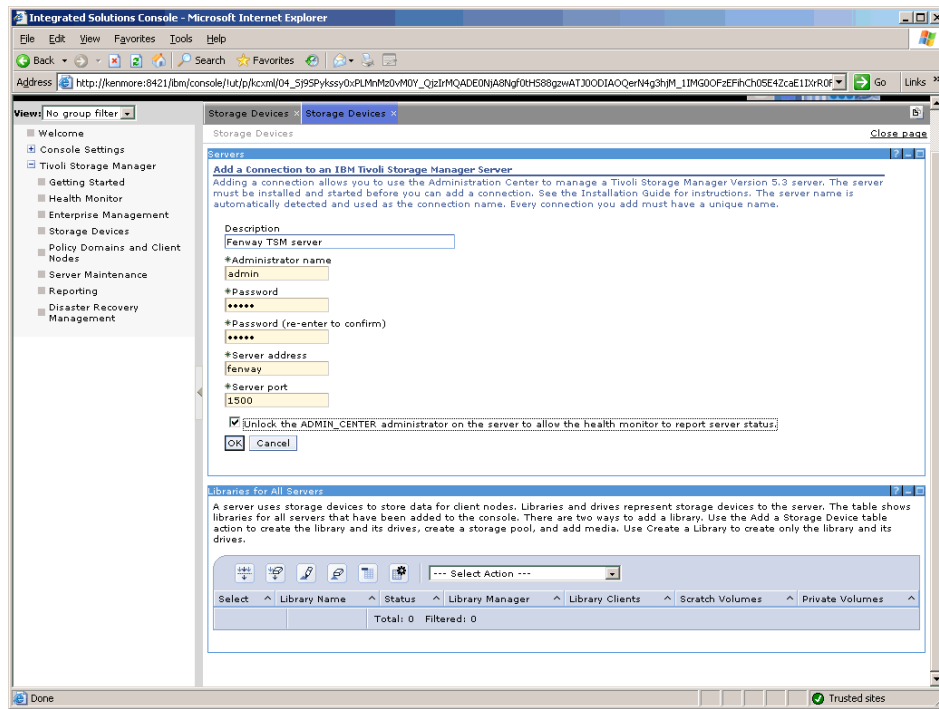 Integrated Solutions Console - Microsoft Internet Explorer
File Edit View Favorites Tools Help
Back Search Favorites
Address http://kenmore:8421/ibm/console/!ut/p/kcxml/
Go Links
View: No group filter
Welcome
Console Settings
Tivoli Storage Manager
Getting Started
Health Monitor
Enterprise Management
Storage Devices
Policy Domains and Client
Nodes
Server Maintenance
Reporting
Disaster Recovery
Management
Storage Devices × Storage Devices ×
Storage Devices Close page
Servers
Add a Connection to an IBM Tivoli Storage Manager Server
Adding a connection allows you to use the Administration Center to manage a Tivoli Storage Manager Version 5.3 server. The server
must be installed and started before you can add a connection. See the Installation Guide for instructions. The server name is
automatically detected and used as the connection name. Every connection you add must have a unique name.
Description
Fenway TSM server
*Administrator name
admin
*Password
•••••
*Password (re-enter to confirm)
•••••
*Server address
fenway
*Server port
1500
Unlock the ADMIN_CENTER administrator on the server to allow the health monitor to report server status.
OK Cancel
Libraries for All Servers
A server uses storage devices to store data for client nodes. Libraries and drives represent storage devices to the server. The table shows
libraries for all servers that have been added to the console. There are two ways to add a library. Use the Add a Storage Device table
action to create the library and its drives, create a storage pool, and add media. Use Create a Library to create only the library and its
drives.
--- Select Action ---
Select ^ Library Name ^ Status ^ Library Manager ^ Library Clients ^ Scratch Volumes ^ Private Volumes ^
Total: 0 Filtered: 0
Done Trusted sites